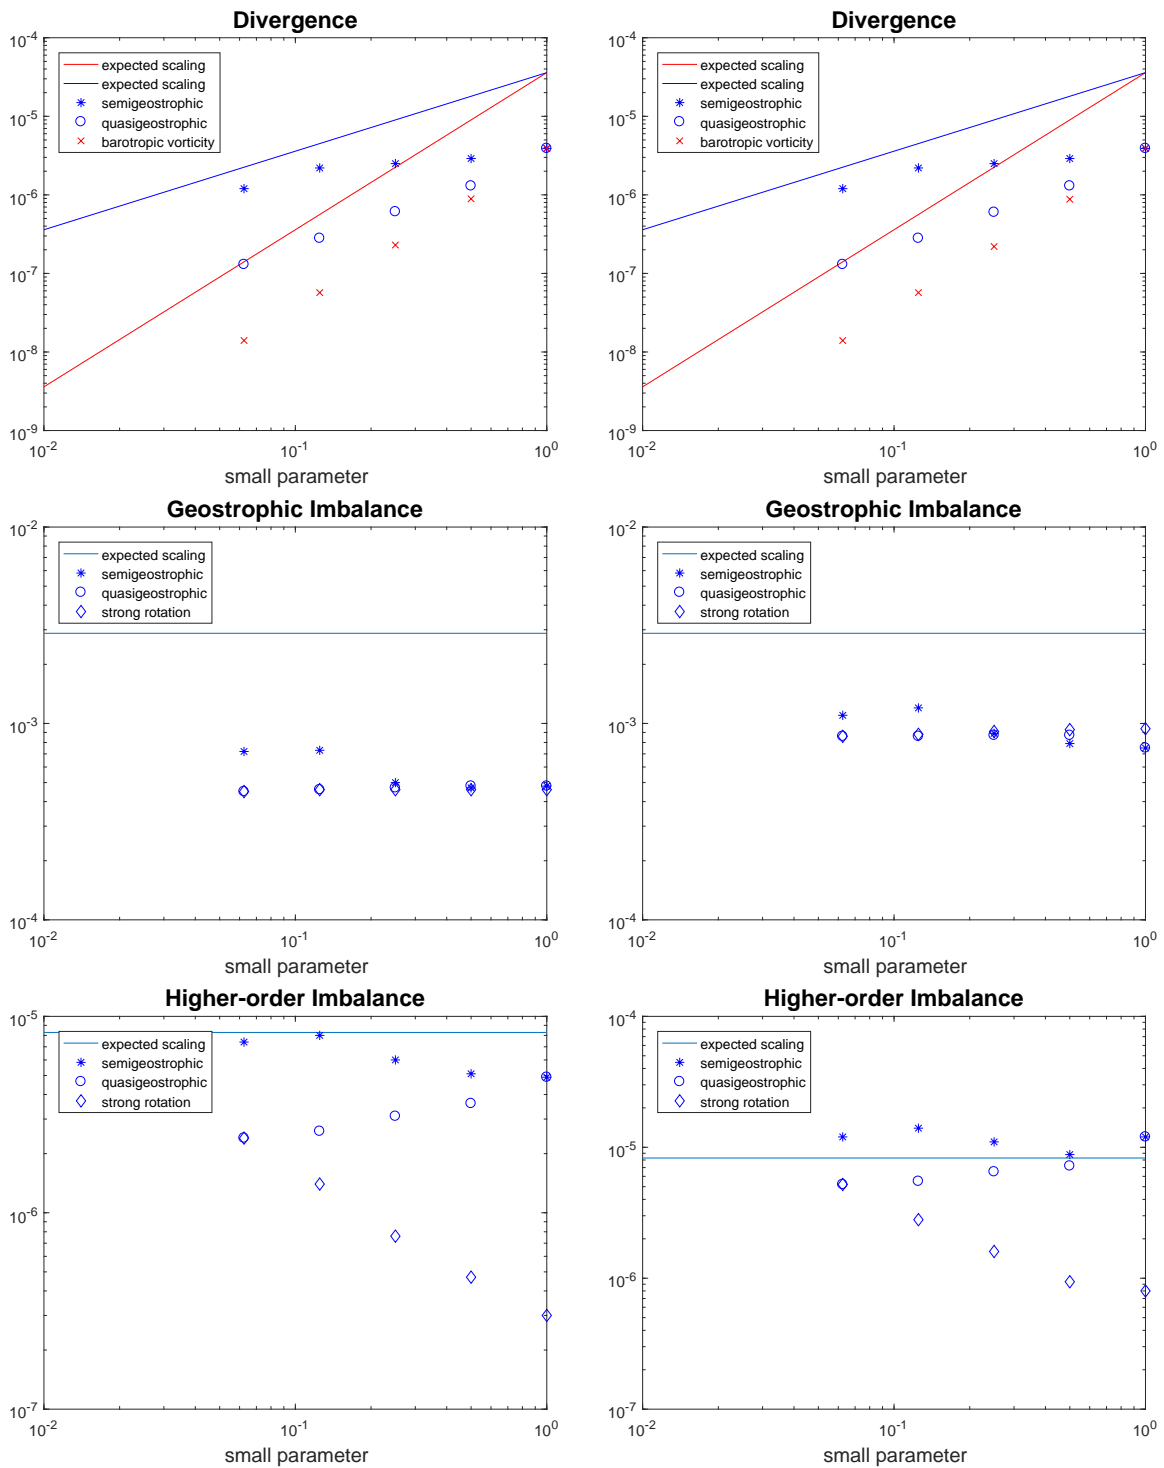 Divergence
10^-4
10^-5
10^-6
10^-7
10^-8
10^-9
expected scaling
expected scaling
semigeostrophic
quasigeostrophic
barotropic vorticity
10^-2
10^-1
10^0
small parameter
Divergence
10^-4
10^-5
10^-6
10^-7
10^-8
10^-9
expected scaling
expected scaling
semigeostrophic
quasigeostrophic
barotropic vorticity
10^-2
10^-1
10^0
small parameter
Geostrophic Imbalance
10^-2
10^-3
10^-4
expected scaling
semigeostrophic
quasigeostrophic
strong rotation
10^-2
10^-1
10^0
small parameter
Geostrophic Imbalance
10^-2
10^-3
10^-4
expected scaling
semigeostrophic
quasigeostrophic
strong rotation
10^-2
10^-1
10^0
small parameter
Higher-order Imbalance
10^-5
10^-6
10^-7
expected scaling
semigeostrophic
quasigeostrophic
strong rotation
10^-2
10^-1
10^0
small parameter
Higher-order Imbalance
10^-4
10^-5
10^-6
10^-7
expected scaling
semigeostrophic
quasigeostrophic
strong rotation
10^-2
10^-1
10^0
small parameter